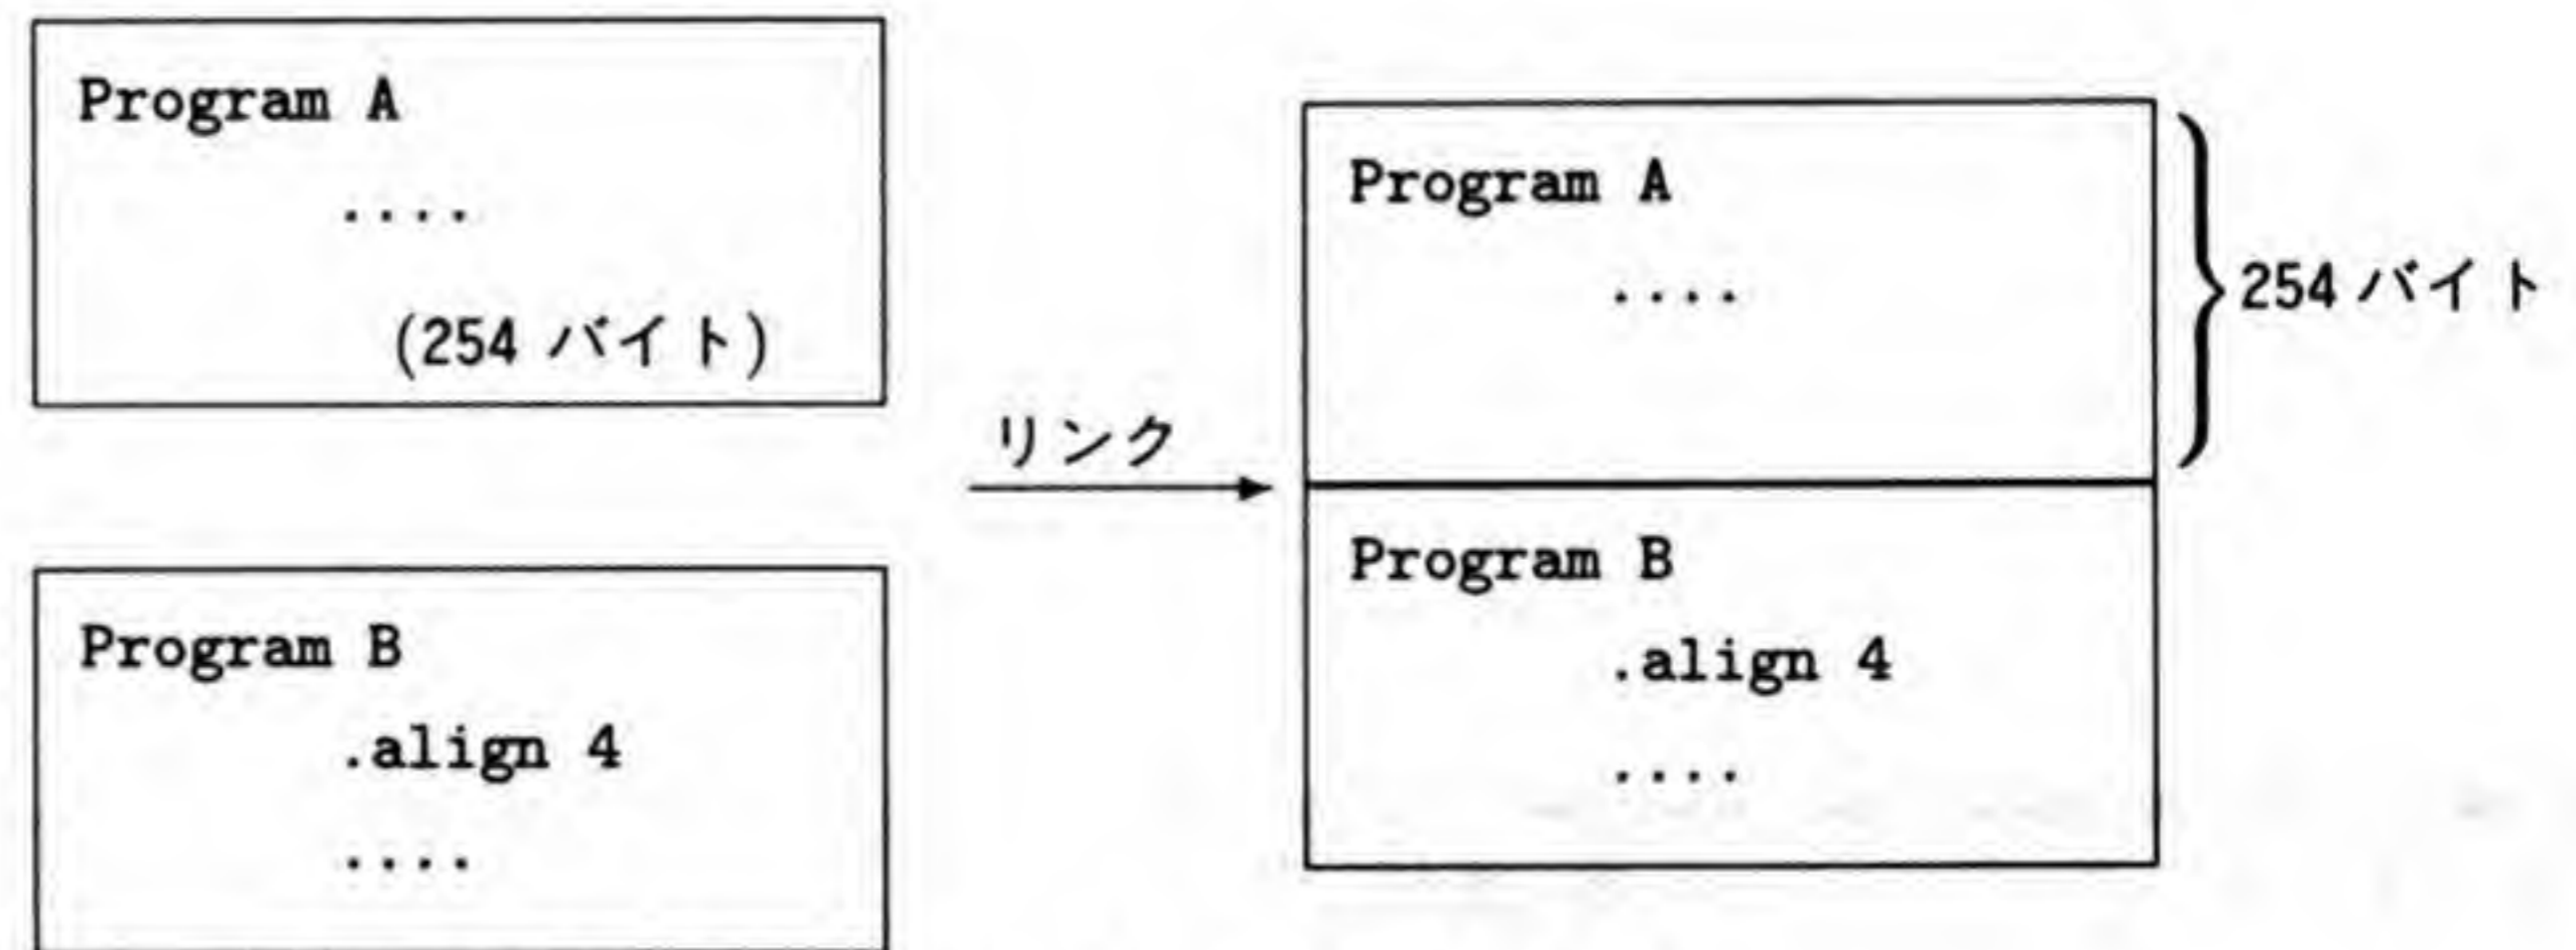 Program A
....
(254 バイト)
Program B
.align 4
....
リンク
Program A
....
254 バイト
Program B
.align 4
....